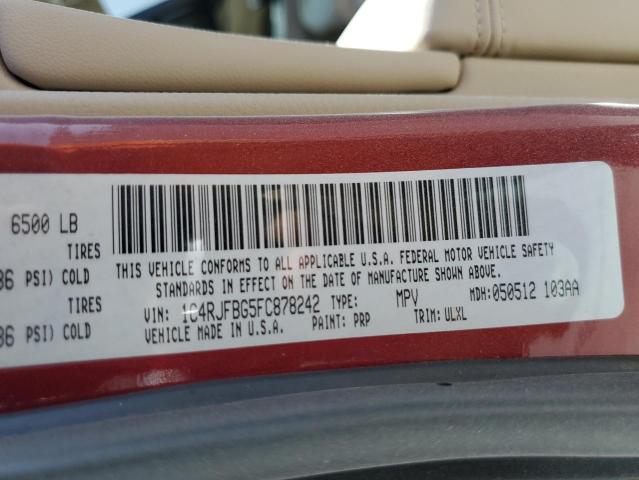 6500 LB
TIRES
36 PSI) COLD
TIRES
36 PSI) COLD
THIS VEHICLE CONFORMS TO ALL APPLICABLE U.S.A. FEDERAL MOTOR VEHICLE SAFETY
STANDARDS IN EFFECT ON THE DATE OF MANUFACTURE SHOWN ABOVE.
VIN: 1C4RJFBG5FC878242 TYPE: MPV MDH: 050512 103AA
VEHICLE MADE IN U.S.A. PAINT: PRP TRIM: ULXL